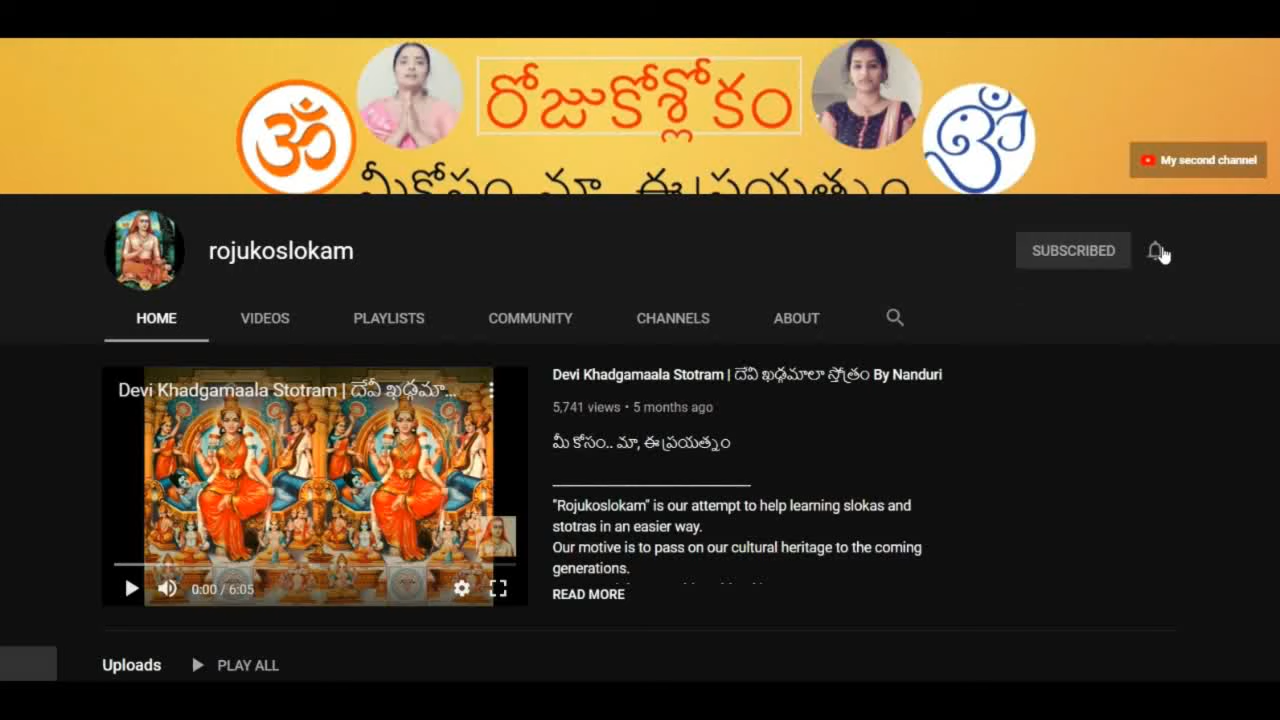 రోజుకోశ్లోకం
మీకోసం మా ఈ ప్రయత్నం
My second channel
rojukoslokam
SUBSCRIBED
HOME VIDEOS PLAYLISTS COMMUNITY CHANNELS ABOUT
Devi Khadgamaala Stotram | దేవీ ఖడ్గమా...
Devi Khadgamaala Stotram | దేవీ ఖడ్గమాలా స్తోత్రం By Nanduri
5,741 views • 5 months ago
మీ కోసం.. మా, ఈ ప్రయత్నం
"Rojukoslokam" is our attempt to help learning slokas and
stotras in an easier way.
Our motive is to pass on our cultural heritage to the coming
generations.
READ MORE
0:00 / 6:05
Uploads PLAY ALL